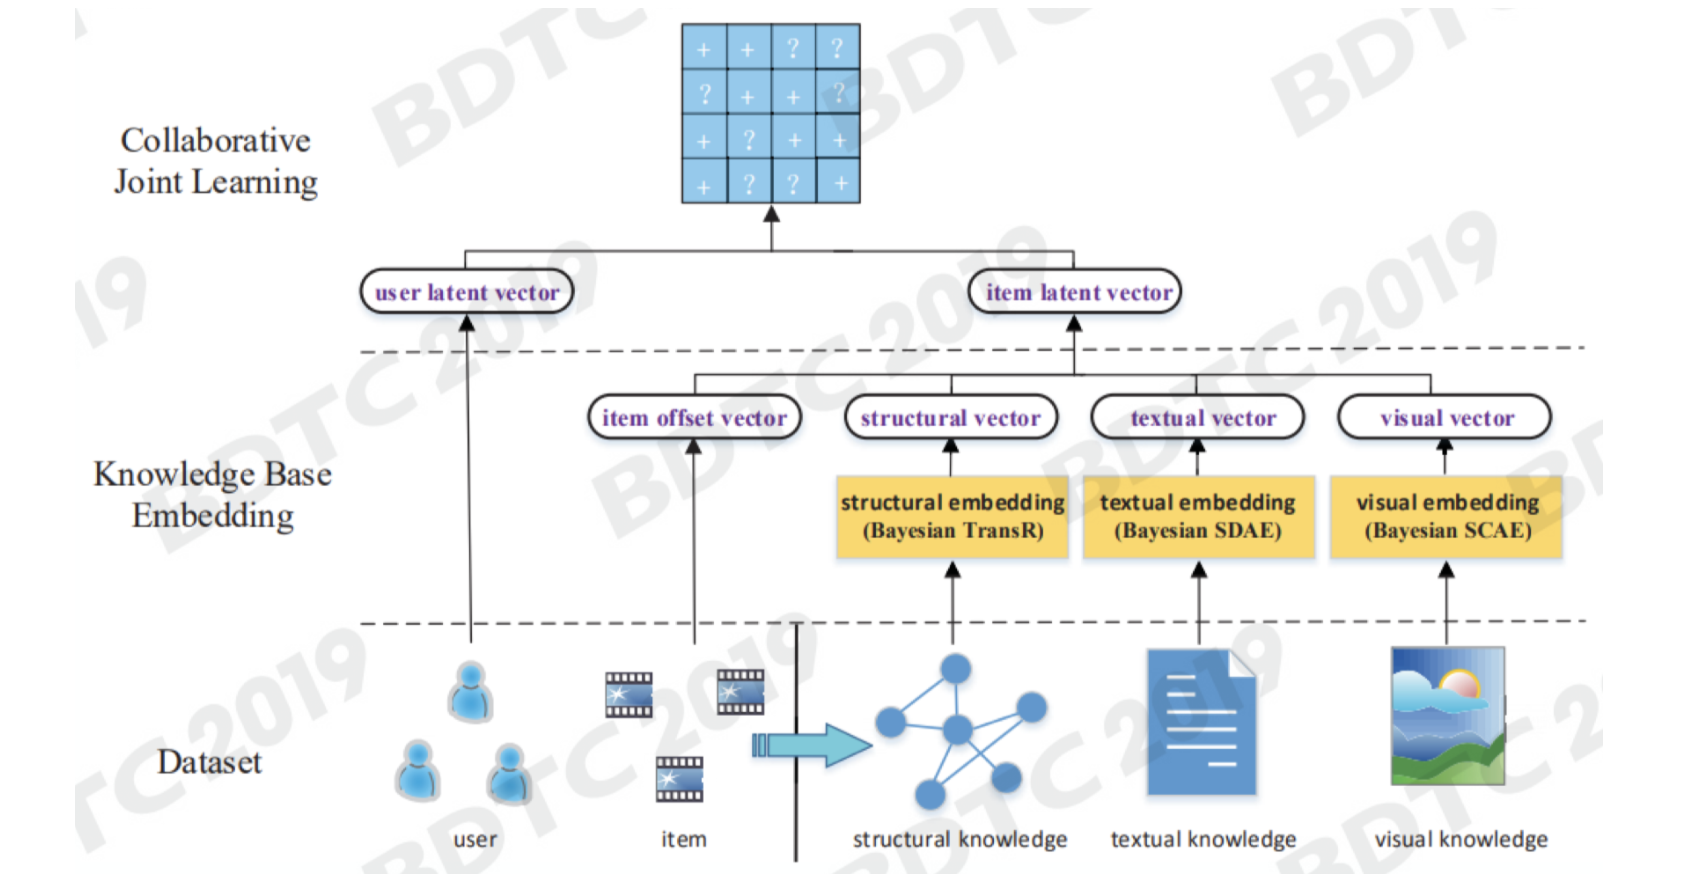 + + ? ?
? + + ?
+ ? + +
+ ? ? +
Collaborative
Joint Learning
user latent vector
item latent vector
item offset vector
structural vector
textual vector
visual vector
Knowledge Base
Embedding
structural embedding
(Bayesian TransR)
textual embedding
(Bayesian SDAE)
visual embedding
(Bayesian SCAE)
Dataset
user
item
structural knowledge
textual knowledge
visual knowledge
BDTC 2019